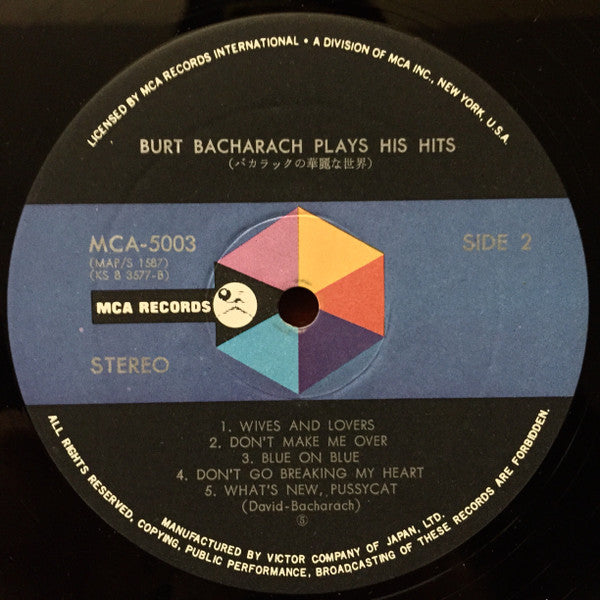 LICENSED BY MCA RECORDS INTERNATIONAL • A DIVISION OF MCA INC., NEW YORK, U.S.A.
BURT BACHARACH PLAYS HIS HITS
(バカラックの華麗な世界)
MCA-5003
SIDE 2
(MAP/S 1587)
(KS 8 3577-B)
MCA RECORDS
STEREO
1. WIVES AND LOVERS
2. DON'T MAKE ME OVER
3. BLUE ON BLUE
4. DON'T GO BREAKING MY HEART
5. WHAT'S NEW, PUSSYCAT
(David-Bacharach)
Ⓢ
MANUFACTURED BY VICTOR COMPANY OF JAPAN, LTD.
ALL RIGHTS RESERVED, COPYING, PUBLIC PERFORMANCE, BROADCASTING OF THESE RECORDS ARE FORBIDDEN.